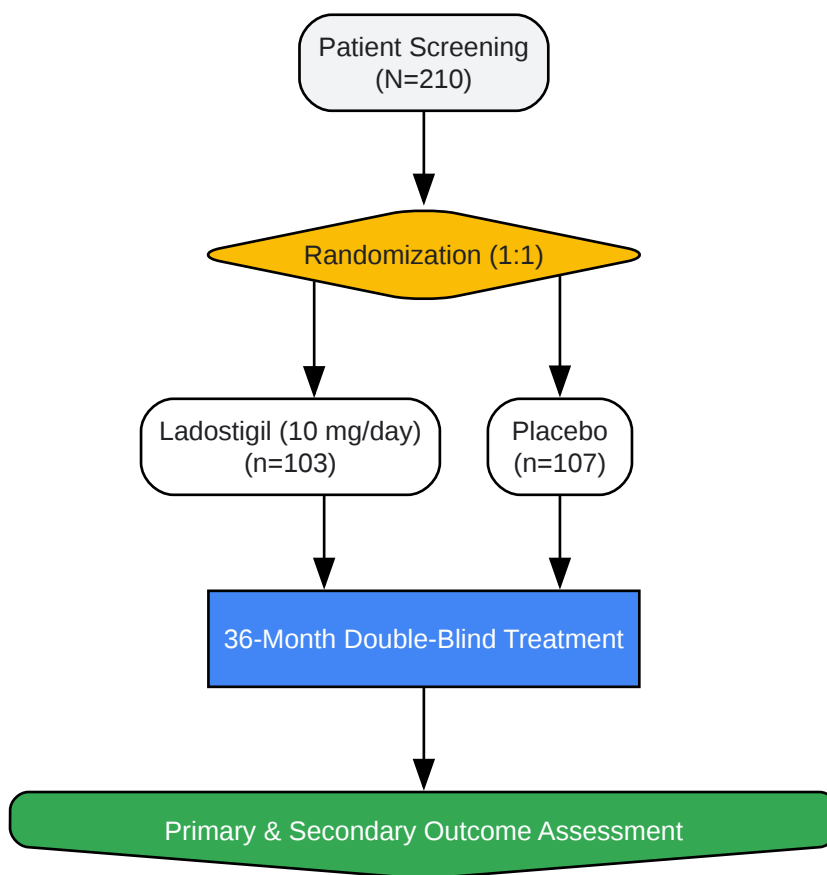 Patient Screening
(N=210)
Randomization (1:1)
Ladostigil (10 mg/day)
(n=103)
Placebo
(n=107)
36-Month Double-Blind Treatment
Primary & Secondary Outcome Assessment